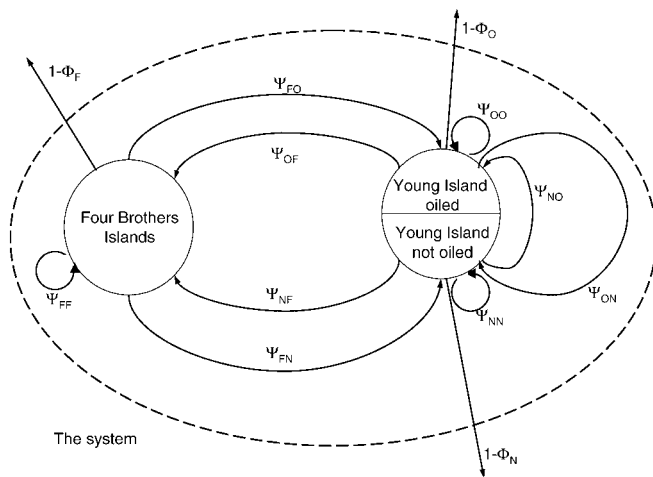 1-Φ_O
1-Φ_F
Ψ_FO
Ψ_OO
Ψ_OF
Young Island
oiled
Ψ_NO
Four Brothers
Islands
Young Island
not oiled
Ψ_FF
Ψ_NF
Ψ_NN
Ψ_ON
Ψ_FN
The system
1-Φ_N